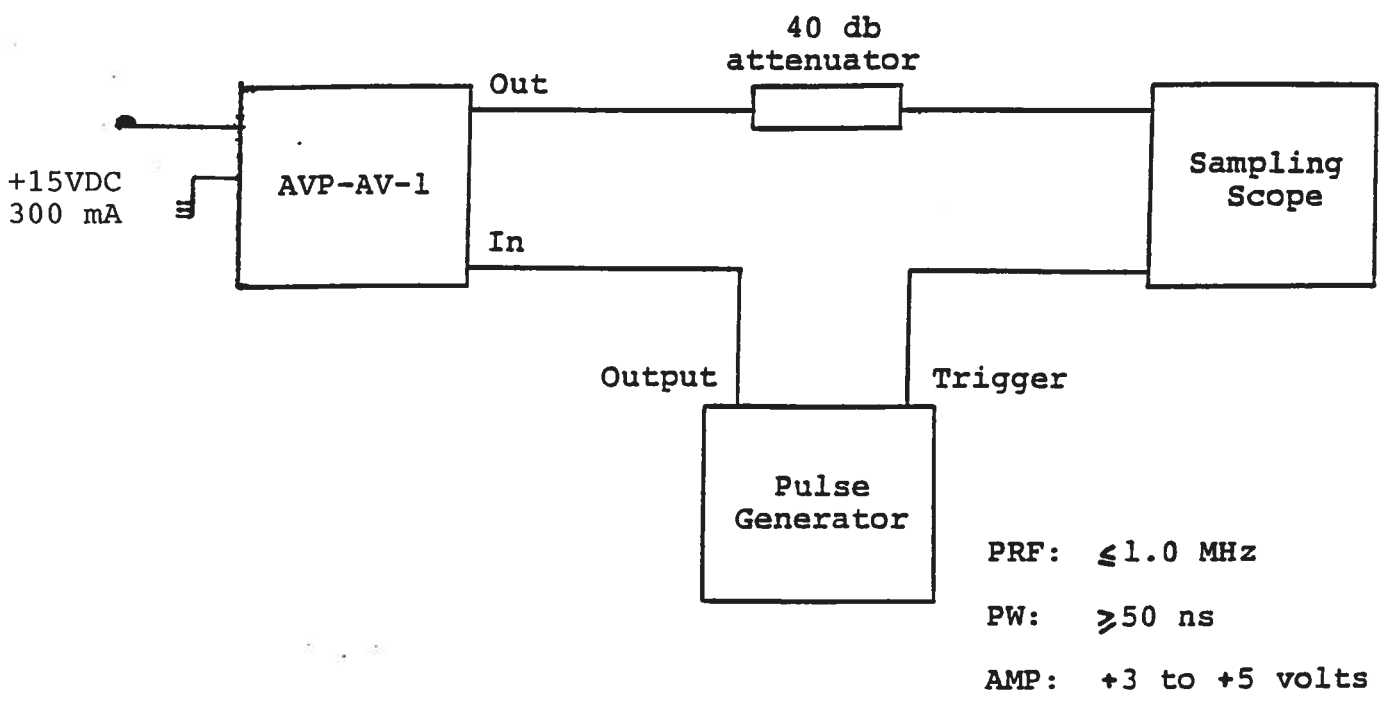 40 db
attenuator
Out
+15VDC
300 mA
AVP-AV-1
Sampling
Scope
In
Output
Trigger
Pulse
Generator
PRF: ≤1.0 MHz
PW: ≥50 ns
AMP: +3 to +5 volts